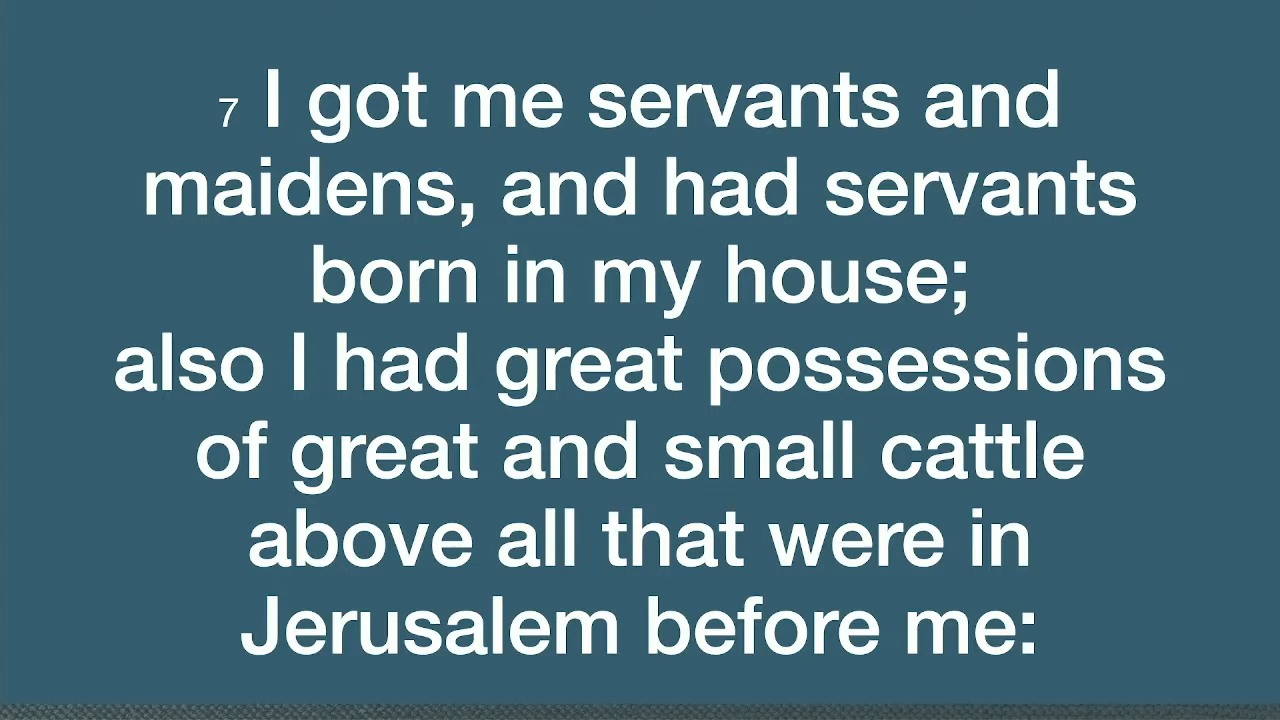 7 I got me servants and
maidens, and had servants
born in my house;
also I had great possessions
of great and small cattle
above all that were in
Jerusalem before me: